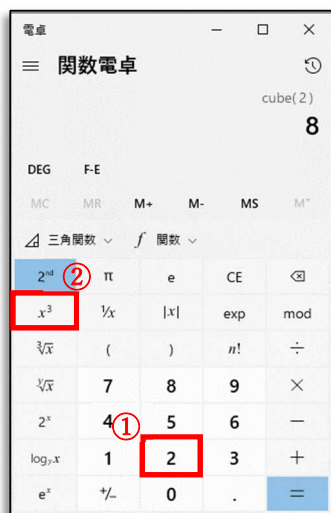 電卓
関数電卓
cube( 2 )
8
DEG F-E
MC MR M+ M- MS M˅
三角関数 f 関数
2ⁿᵈ ② π e CE
x³ ¹/x |x| exp mod
³√x ( ) n! ÷
ʸ√x 7 8 9 ×
2ˣ 4 ① 5 6 −
logᵧx 1 2 3 +
eˣ +/− 0 . =